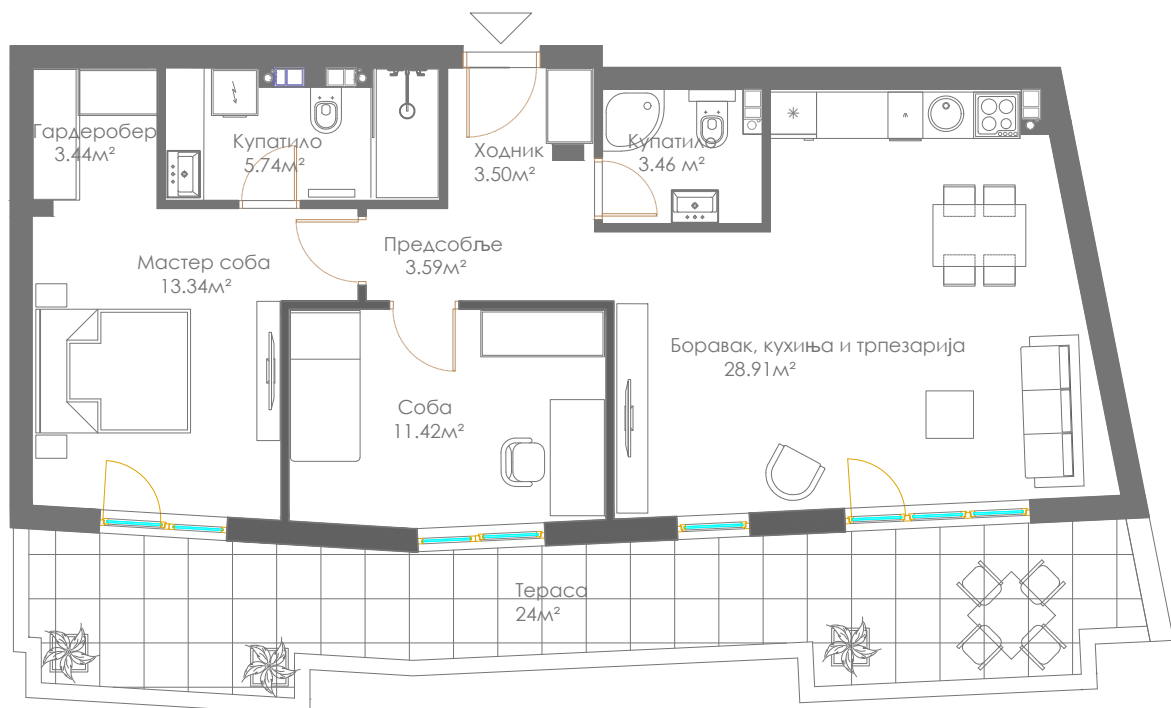 Гардеробер
3.44м²
Купатило
5.74м²
Ходник
3.50м²
Купатило
3.46 м²
Предсобље
3.59м²
Мастер соба
13.34м²
Боравак, кухиња и трпезарија
28.91м²
Соба
11.42м²
Тераса
24м²